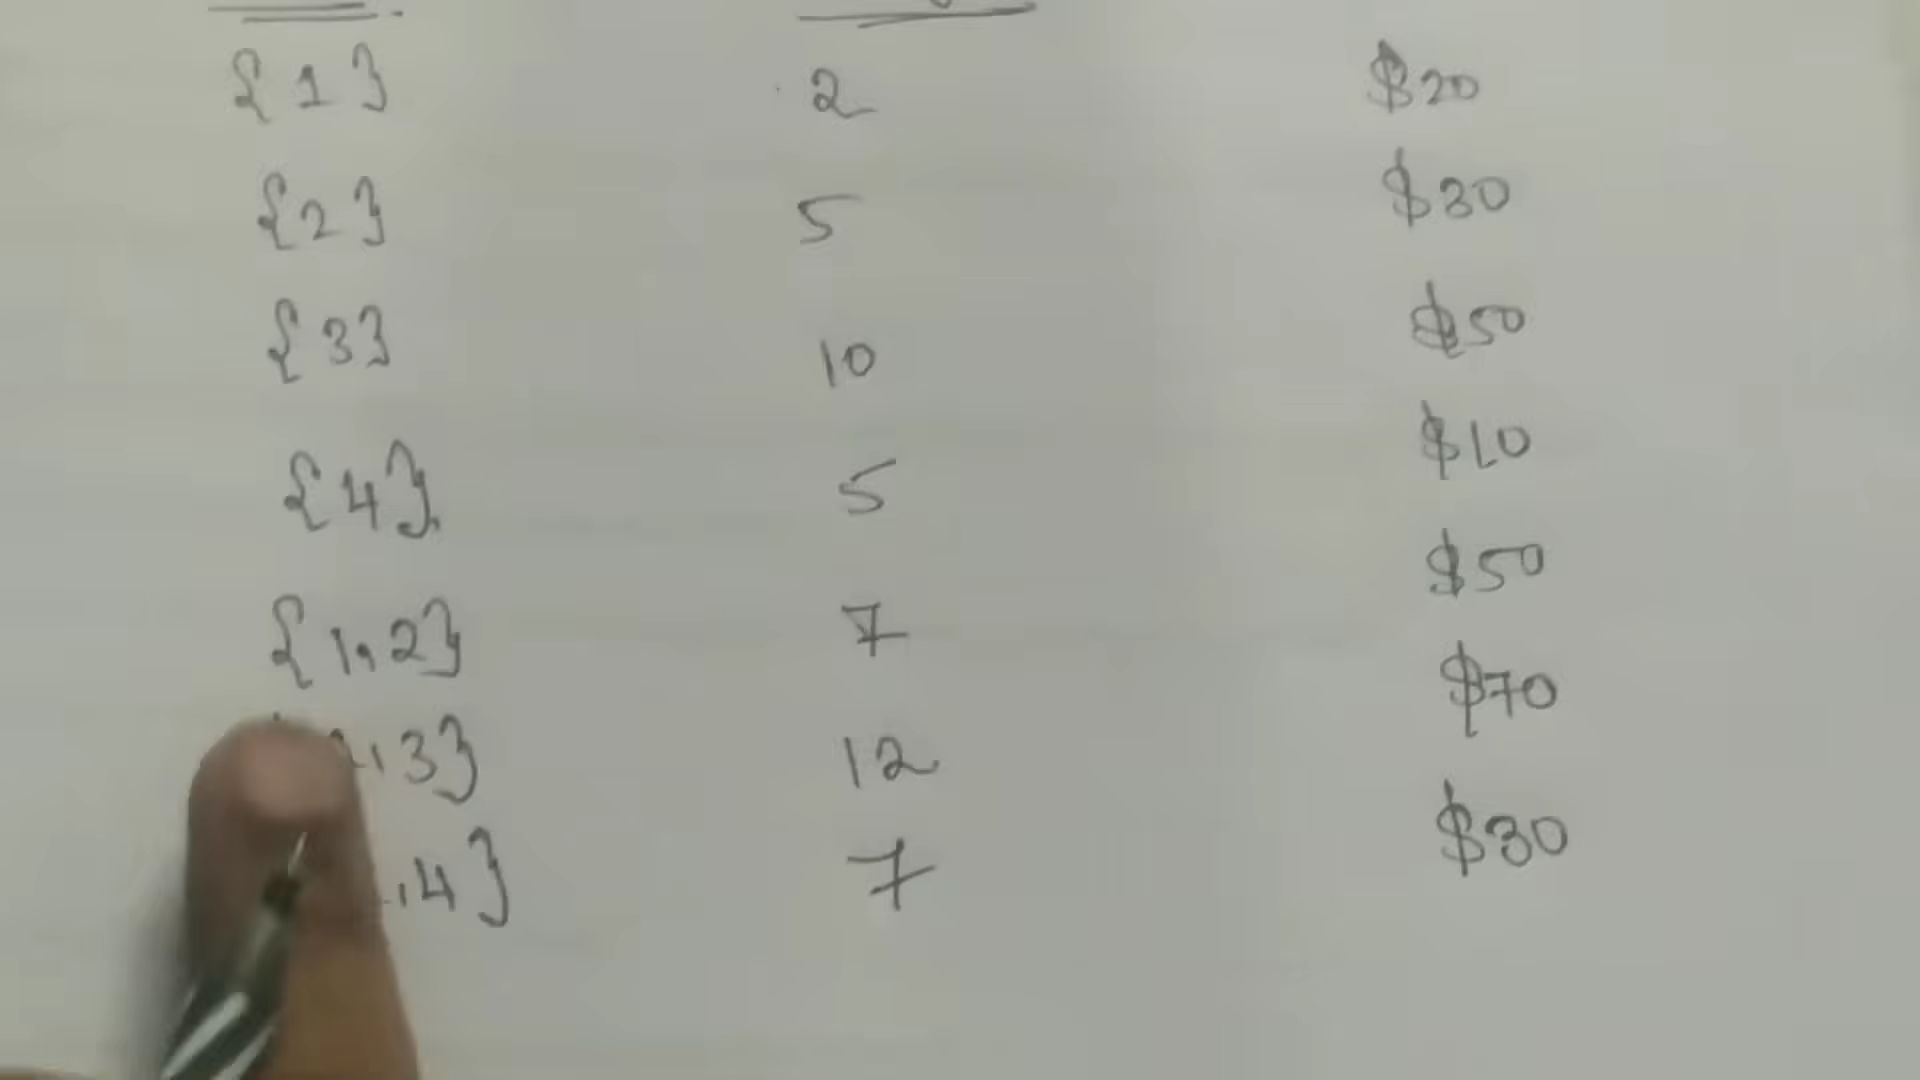 {1} 2 $20
{2} 5 $30
{3} 10 $50
{4}. 5 $10
{1,2} 7 $50
,3} 12 $70
,4} 7 $30